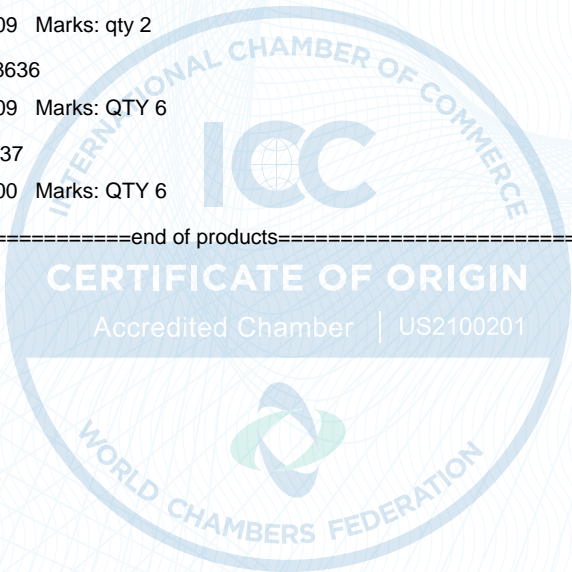 09 Marks: qty 2
3636
09 Marks: QTY 6
37
00 Marks: QTY 6
===========end of products========================
INTERNATIONAL CHAMBER OF COMMERCE
ICC
CERTIFICATE OF ORIGIN
Accredited Chamber | US2100201
WORLD CHAMBERS FEDERATION